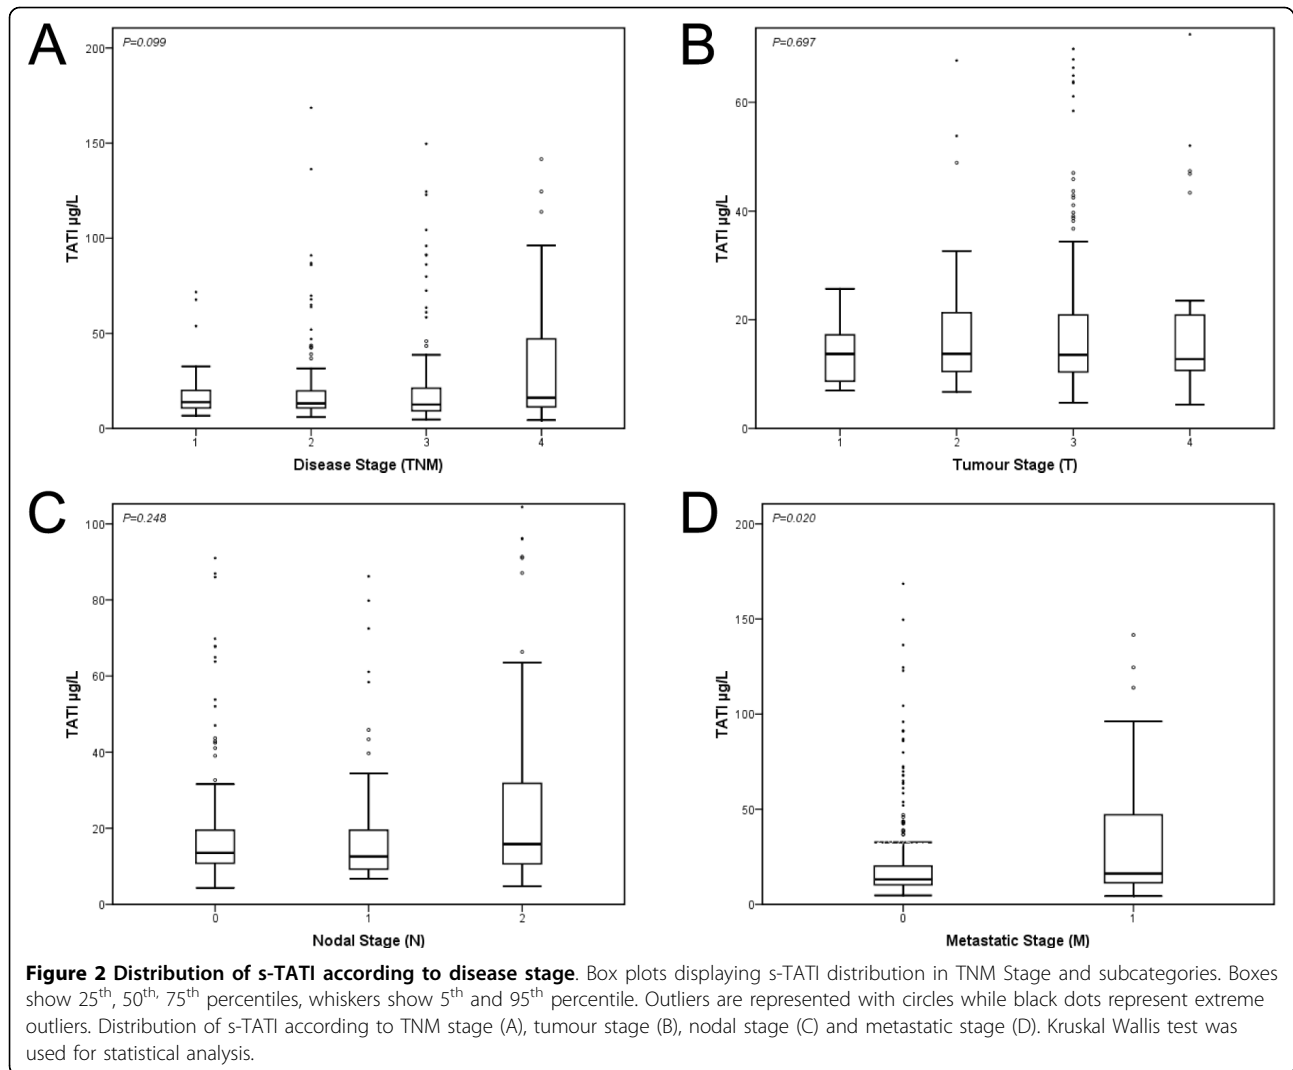 A
P=0.099
200
150
100
50
0
TATI µg/L
1 2 3 4
Disease Stage (TNM)
B
P=0.697
60
40
20
0
TATI µg/L
1 2 3 4
Tumour Stage (T)
C
P=0.248
100
80
60
40
20
0
TATI µg/L
0 1 2
Nodal Stage (N)
D
P=0.020
200
150
100
50
0
TATI µg/L
0 1
Metastatic Stage (M)
Figure 2 Distribution of s-TATI according to disease stage. Box plots displaying s-TATI distribution in TNM Stage and subcategories. Boxes
show 25th, 50th, 75th percentiles, whiskers show 5th and 95th percentile. Outliers are represented with circles while black dots represent extreme
outliers. Distribution of s-TATI according to TNM stage (A), tumour stage (B), nodal stage (C) and metastatic stage (D). Kruskal Wallis test was
used for statistical analysis.